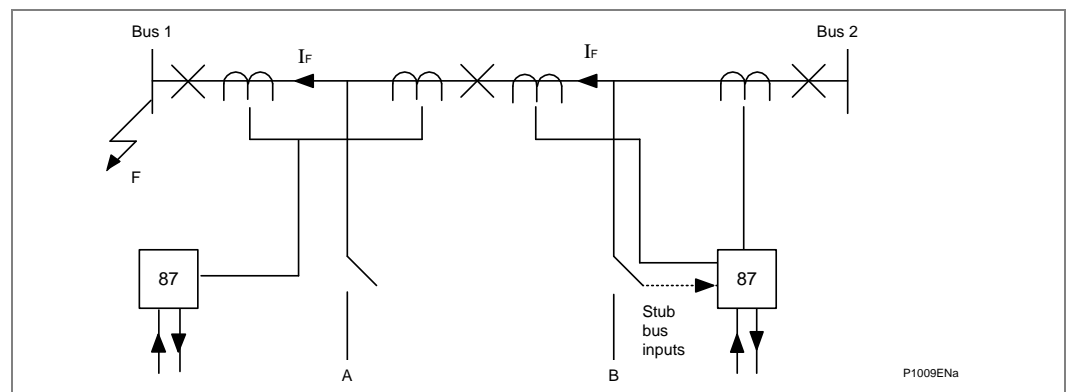 Bus 1
Bus 2
IF
IF
F
87
87
Stub
bus
inputs
A
B
P1009ENa